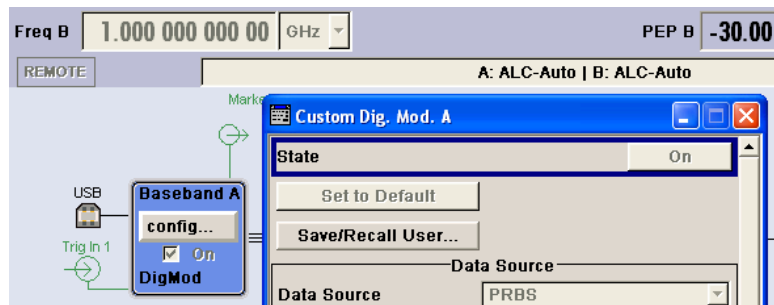 Freq B 1.000 000 000 00 GHz PEP B -30.00
REMOTE A: ALC-Auto | B: ALC-Auto
Custom Dig. Mod. A
State On
USB Baseband A Set to Default
config... Save/Recall User...
Trig In 1 On
Data Source
DigMod
Data Source PRBS